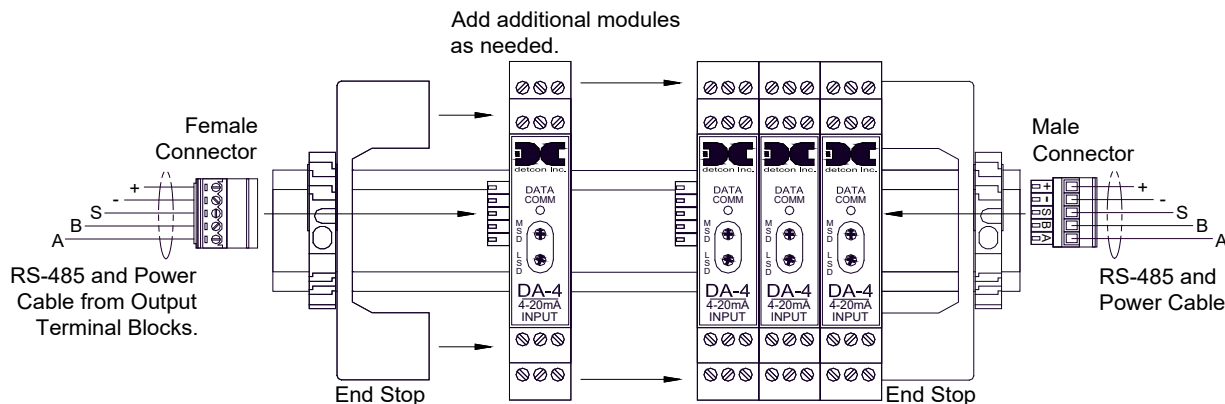 Add additional modules
as needed.
Female
Connector
+
-
S
B
A
RS-485 and Power
Cable from Output
Terminal Blocks.
End Stop
detcon Inc.
DATA
COMM
MSD
LSD
DA-4
4-20mA
INPUT
detcon Inc.
DATA
COMM
MSD
LSD
DA-4
4-20mA
INPUT
detcon Inc.
DATA
COMM
MSD
LSD
DA-4
4-20mA
INPUT
detcon Inc.
DATA
COMM
MSD
LSD
DA-4
4-20mA
INPUT
End Stop
Male
Connector
+
-
S
B
A
+
-
S
B
A
RS-485 and
Power Cable